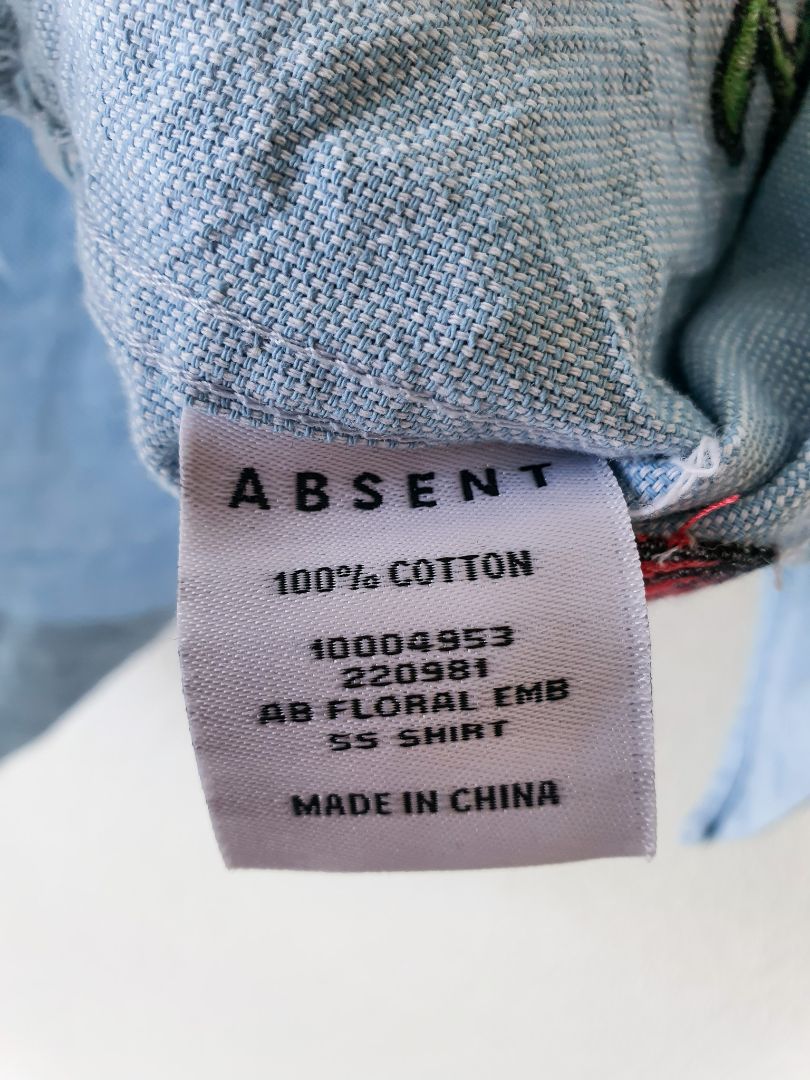 ABSENT
100% COTTON
10004953
220981
AB FLORAL EMB
SS SHIRT
MADE IN CHINA